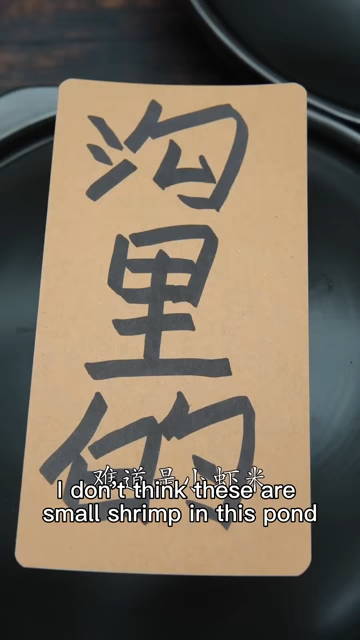 沟里的
难道是小虾米
I don't think these are
small shrimp in this pond